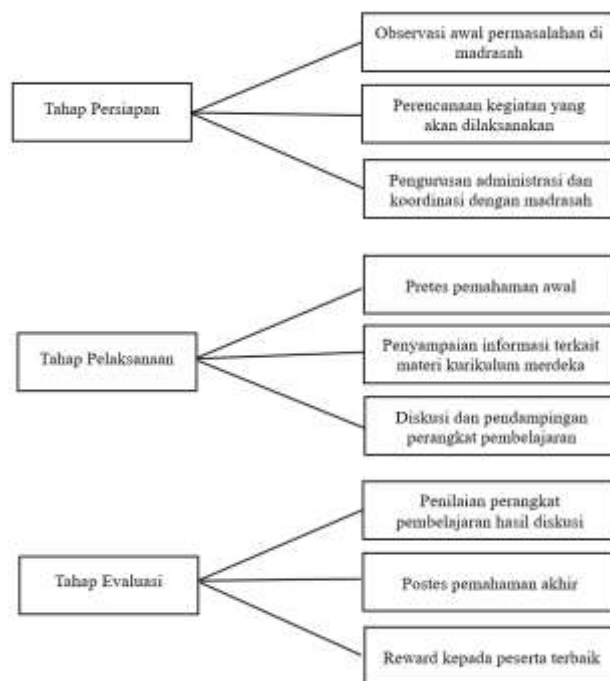 Tahap Persiapan
Observasi awal permasalahan di
madrasah
Perencanaan kegiatan yang
akan dilaksanakan
Pengurusan administrasi dan
koordinasi dengan madrasah
Tahap Pelaksanaan
Pretes pemahaman awal
Penyampaian informasi terkait
materi kurikulum merdeka
Diskusi dan pendampingan
perangkat pembelajaran
Tahap Evaluasi
Penilaian perangkat
pembelajaran hasil diskusi
Postes pemahaman akhir
Reward kepada peserta terbaik